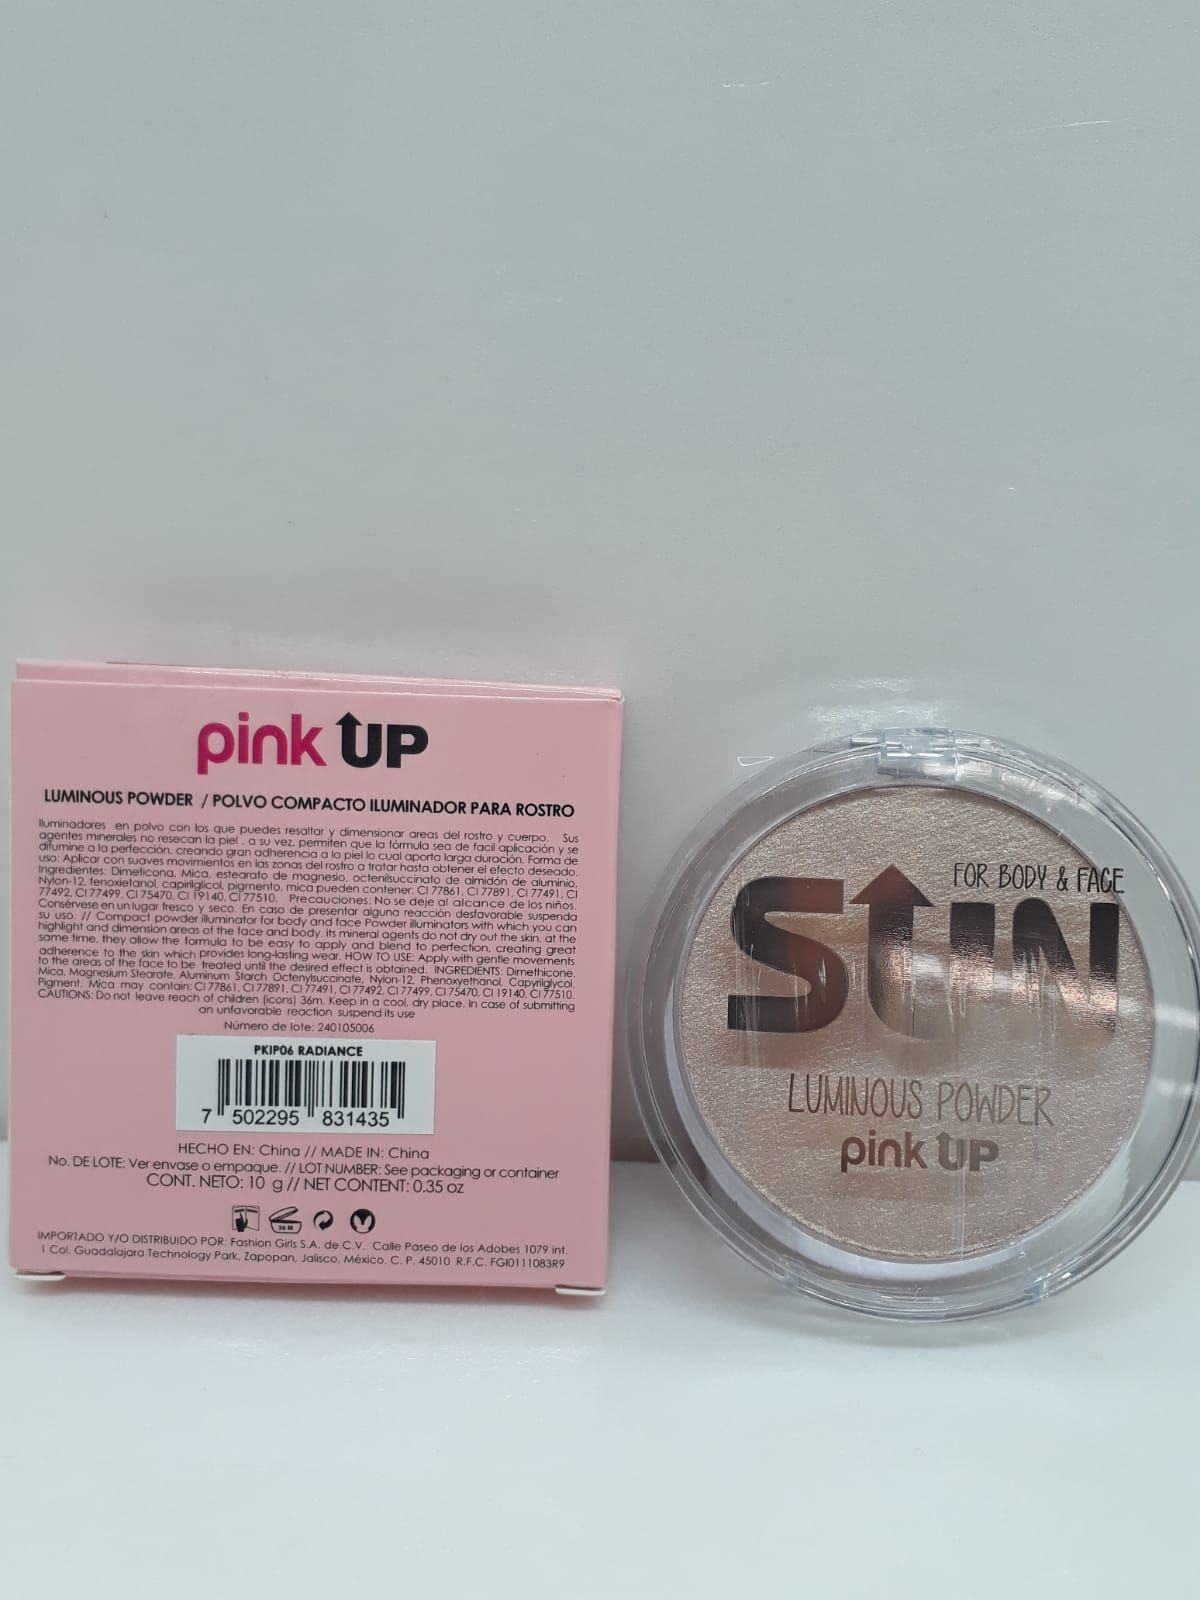 pink UP
LUMINOUS POWDER / POLVO COMPACTO ILUMINADOR PARA ROSTRO
Iluminadores en polvo con los que puedes resaltar y dimensionar areas del rostro y cuerpo. Sus
agentes minerales no resecan la piel , a su vez, permiten que la fórmula sea de facil aplicación y se
difumine a la perfección, creando gran adherencia a la piel lo cual aporta larga duración. Forma de
uso: Aplicar con suaves movimientos en las zonas del rostro a tratar hasta obtener el efecto deseado.
Ingredientes: Dimeticona, Mica, estearato de magnesio, octenilsuccinato de almidón de aluminio,
Nylon-12, fenoxietanol, caprililglicol, pigmento, mica pueden contener: CI 77861, CI 77891, CI 77491, CI
77492, CI 77499, CI 75470, CI 19140, CI 77510. Precauciones: No se deje al alcance de los niños.
Consérvese en un lugar fresco y seco. En caso de presentar alguna reacción desfavorable suspenda
su uso. // Compact powder illuminator for body and face Powder illuminators with which you can
highlight and dimension areas of the face and body, its mineral agents do not dry out the skin, at the
same time, they allow the formula to be easy to apply and blend to perfection, creating great
adherence to the skin which provides long-lasting wear. HOW TO USE: Apply with gentle movements
to the areas of the face to be treated until the desired effect is obtained. INGREDIENTS: Dimethicone,
Mica, Magnesium Stearate, Aluminum Starch Octenylsuccinate, Nylon-12, Phenoxyethanol, Caprylylglycol,
Pigment, Mica may contain: CI 77861, CI 77891, CI 77491, CI 77492, CI 77499, CI 75470, CI 19140, CI 77510.
CAUTIONS: Do not leave reach of children (icons) 36m. Keep in a cool, dry place. In case of submitting
an unfavorable reaction suspend its use
Número de lote: 240105006
PKIP06 RADIANCE
7 502295 831435
HECHO EN: China // MADE IN: China
No. DE LOTE: Ver envase o empaque. // LOT NUMBER: See packaging or container
CONT. NETO: 10 g // NET CONTENT: 0.35 oz
36 M
IMPORTADO Y/O DISTRIBUIDO POR: Fashion Girls S.A. de C.V. Calle Paseo de los Adobes 1079 int.
1 Col. Guadalajara Technology Park, Zapopan, Jalisco, México. C. P. 45010 R.F.C. FGI0111083R9
FOR BODY & FACE
SUN
LUMINOUS POWDER
pink UP